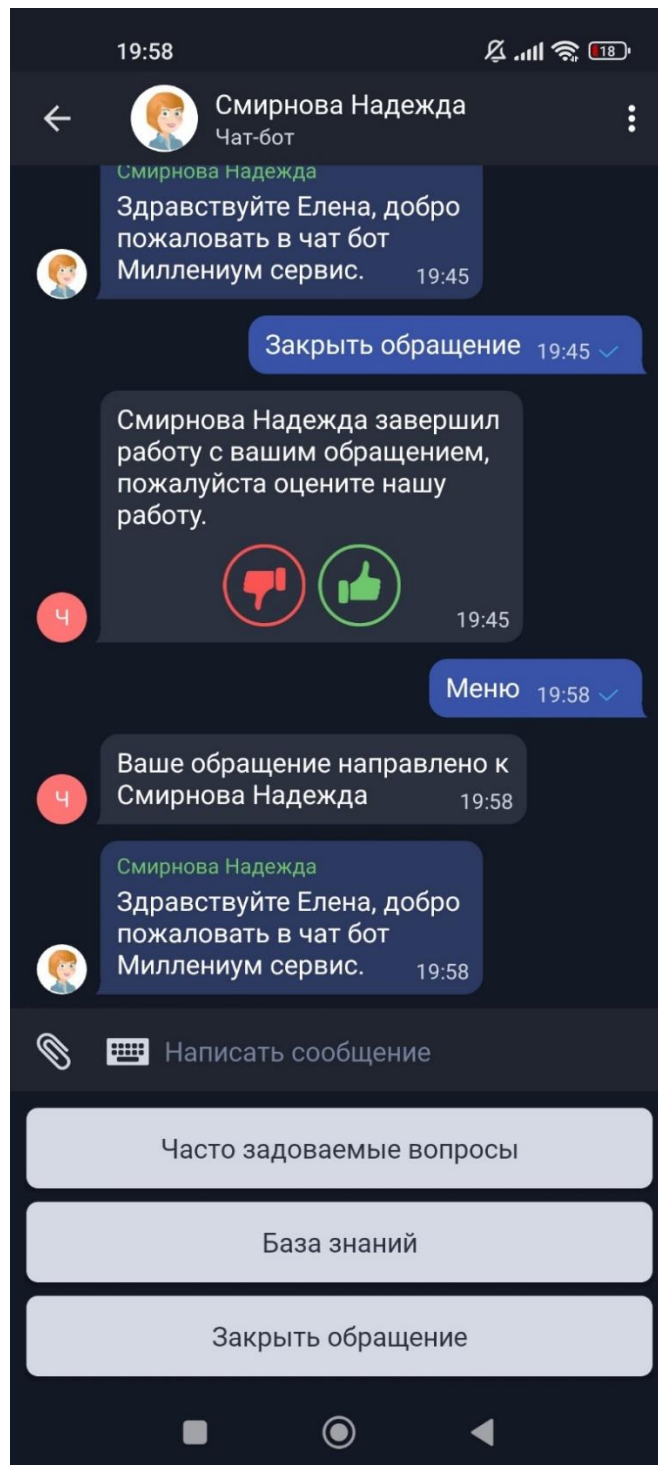 19:58
18
Смирнова Надежда
Чат-бот
Смирнова Надежда
Здравствуйте Елена, добро
пожаловать в чат бот
Миллениум сервис. 19:45
Закрыть обращение 19:45
Смирнова Надежда завершил
работу с вашим обращением,
пожалуйста оцените нашу
работу.
Ч
19:45
Меню 19:58
Ваше обращение направлено к
Ч
Смирнова Надежда 19:58
Смирнова Надежда
Здравствуйте Елена, добро
пожаловать в чат бот
Миллениум сервис. 19:58
Написать сообщение
Часто задоваемые вопросы
База знаний
Закрыть обращение